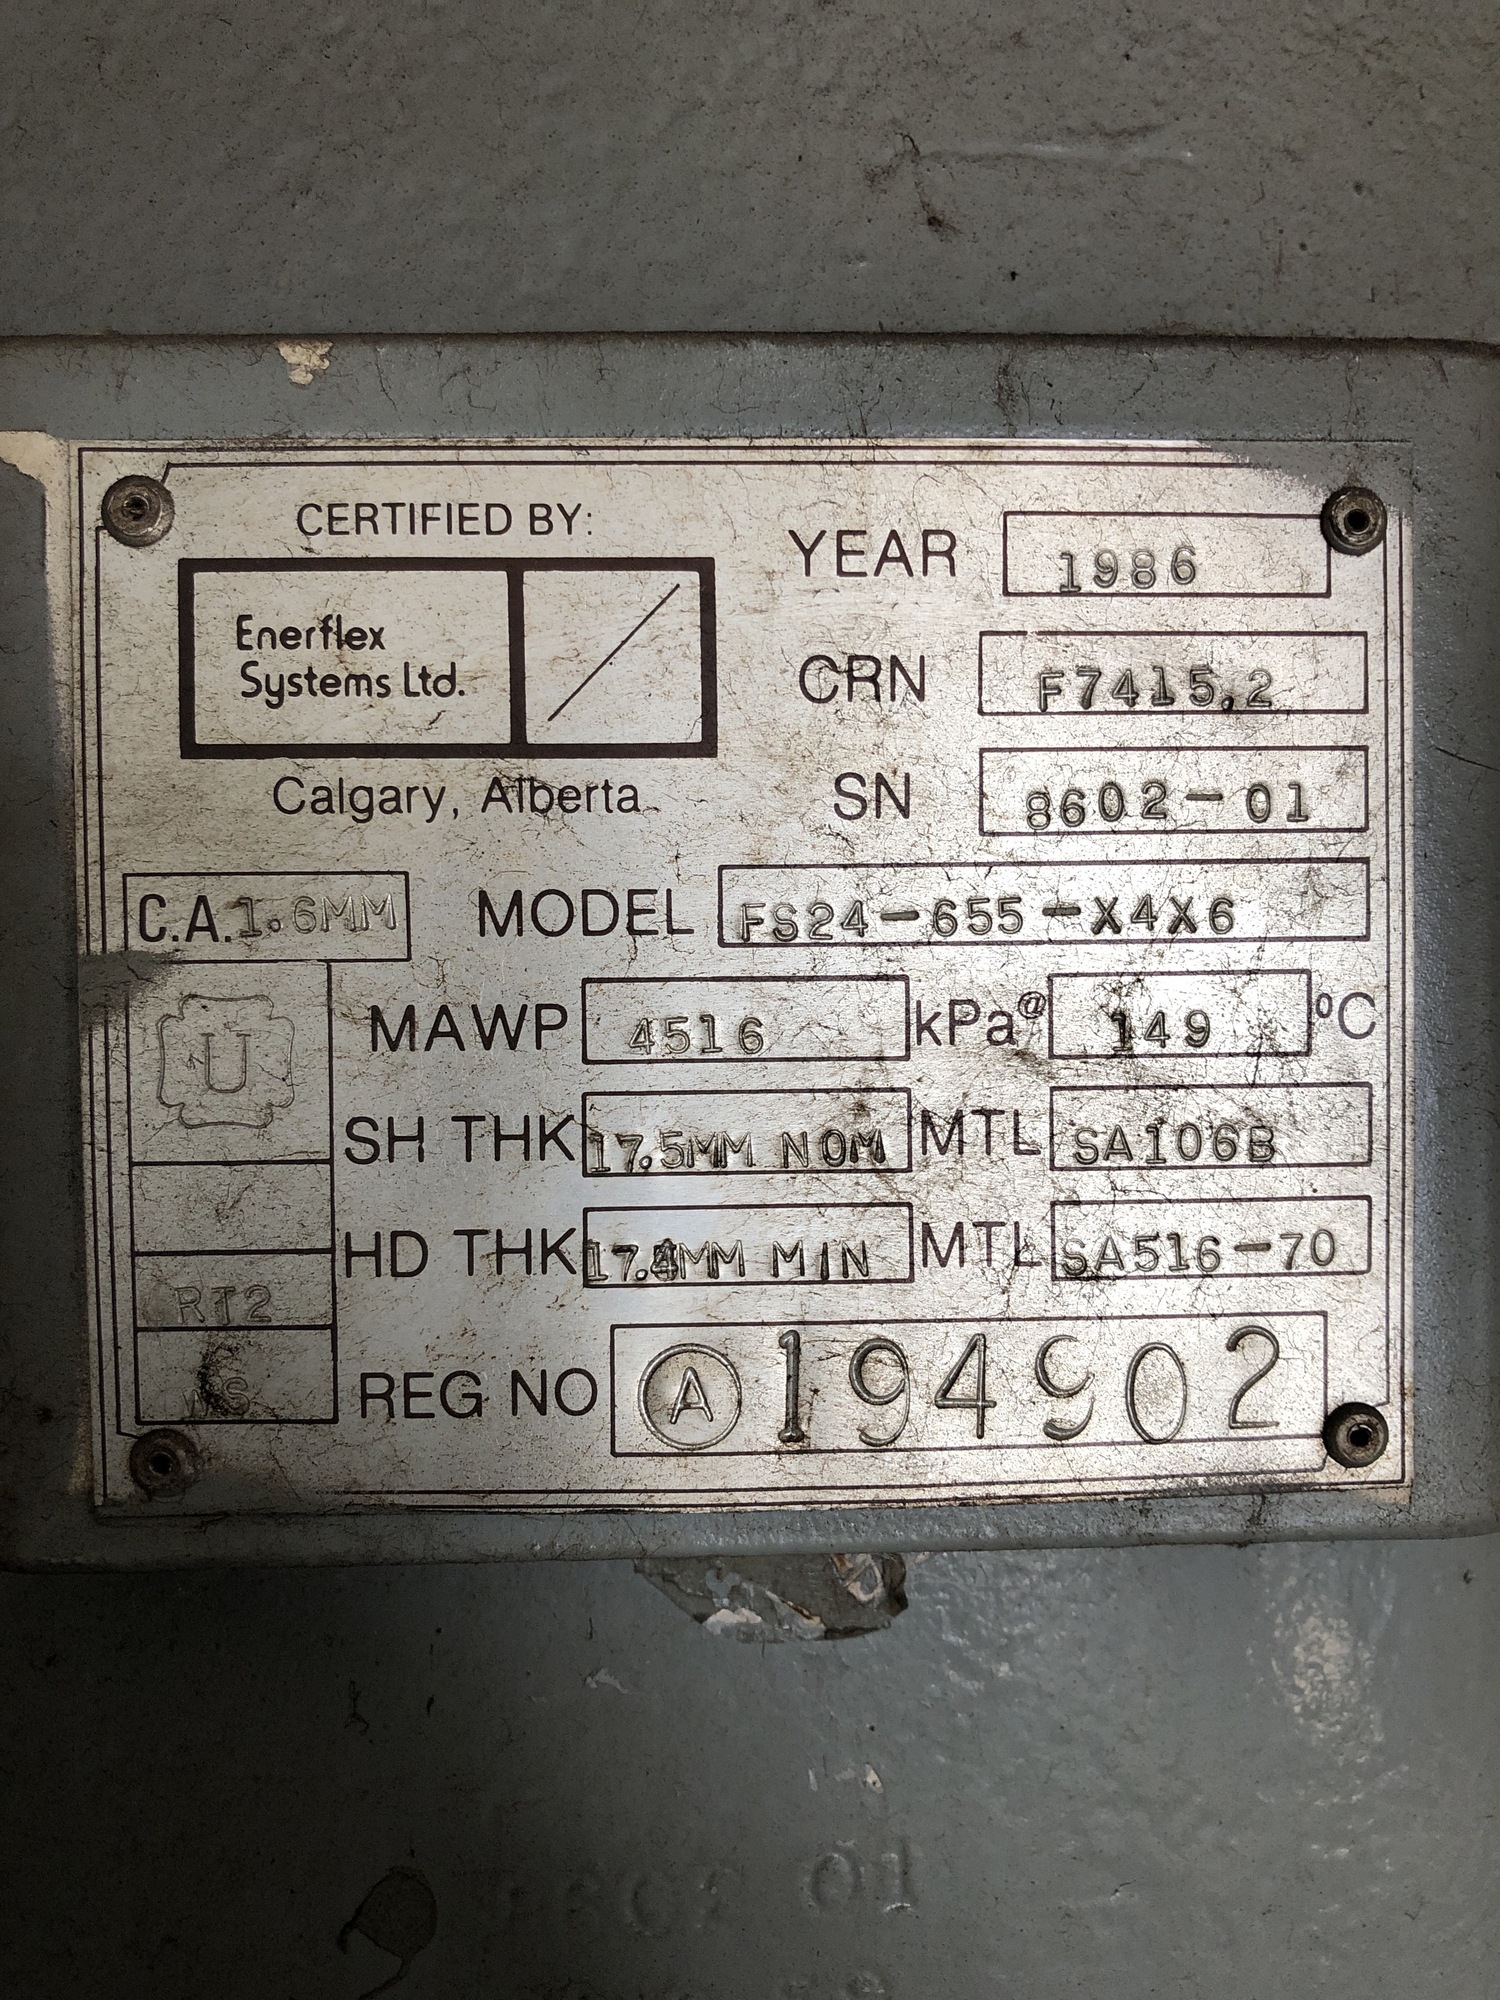 CERTIFIED BY:
Enerflex
Systems Ltd.
Calgary, Alberta
YEAR 1986
CRN F7415.2
SN 8602-01
C.A. 1.6MM
MODEL FS24-655-X4X6
U
MAWP 4516 kPa@ 149 °C
SH THK 17.5MM NOM MTL SA106B
HD THK 17.4MM MIN MTL SA516-70
RT2
REG NO A 194902
01